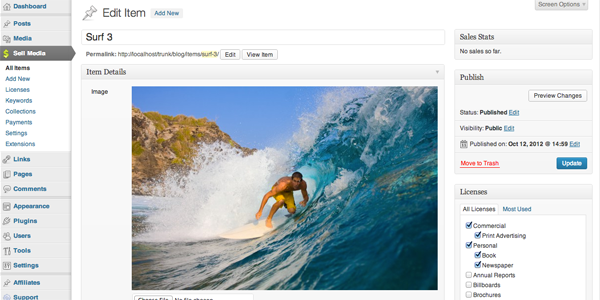 Dashboard
Posts
Media
$ Sell Media
All Items
Add New
Licenses
Keywords
Collections
Payments
Settings
Extensions
Links
Pages
Comments
Appearance
Plugins
Users
Tools
Settings
Affiliates
Support
Screen Options
Edit Item Add New
Surf 3
Permalink: http://localhost/trunk/blog/items/surf-3/ Edit View Item
Item Details
Image
Choose File No file chosen
Sales Stats
No sales so far.
Publish
Preview Changes
Status: Published Edit
Visibility: Public Edit
Published on: Oct 12, 2012 @ 14:59 Edit
Move to Trash Update
Licenses
All Licenses Most Used
Commercial
Print Advertising
Personal
Book
Newspaper
Annual Reports
Billboards
Brochures